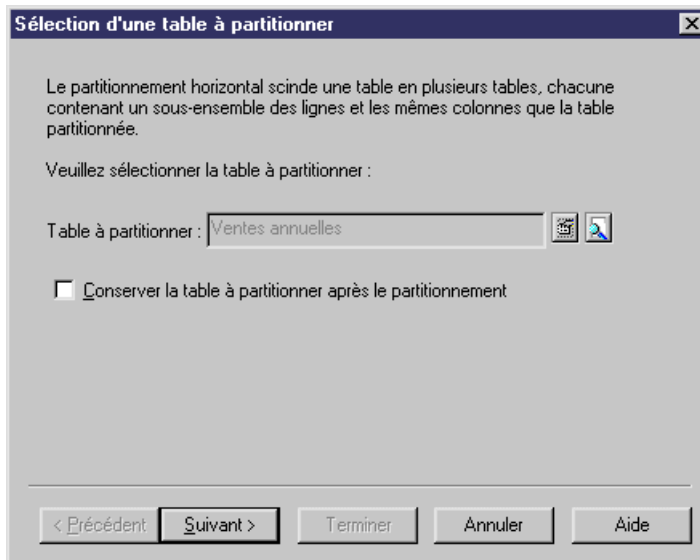 Sélection d'une table à partitionner
Le partitionnement horizontal scinde une table en plusieurs tables, chacune
contenant un sous-ensemble des lignes et les mêmes colonnes que la table
partitionnée.
Veuillez sélectionner la table à partitionner :
Table à partitionner : Ventes annuelles
Conserver la table à partitionner après le partitionnement
< Précédent Suivant > Terminer Annuler Aide